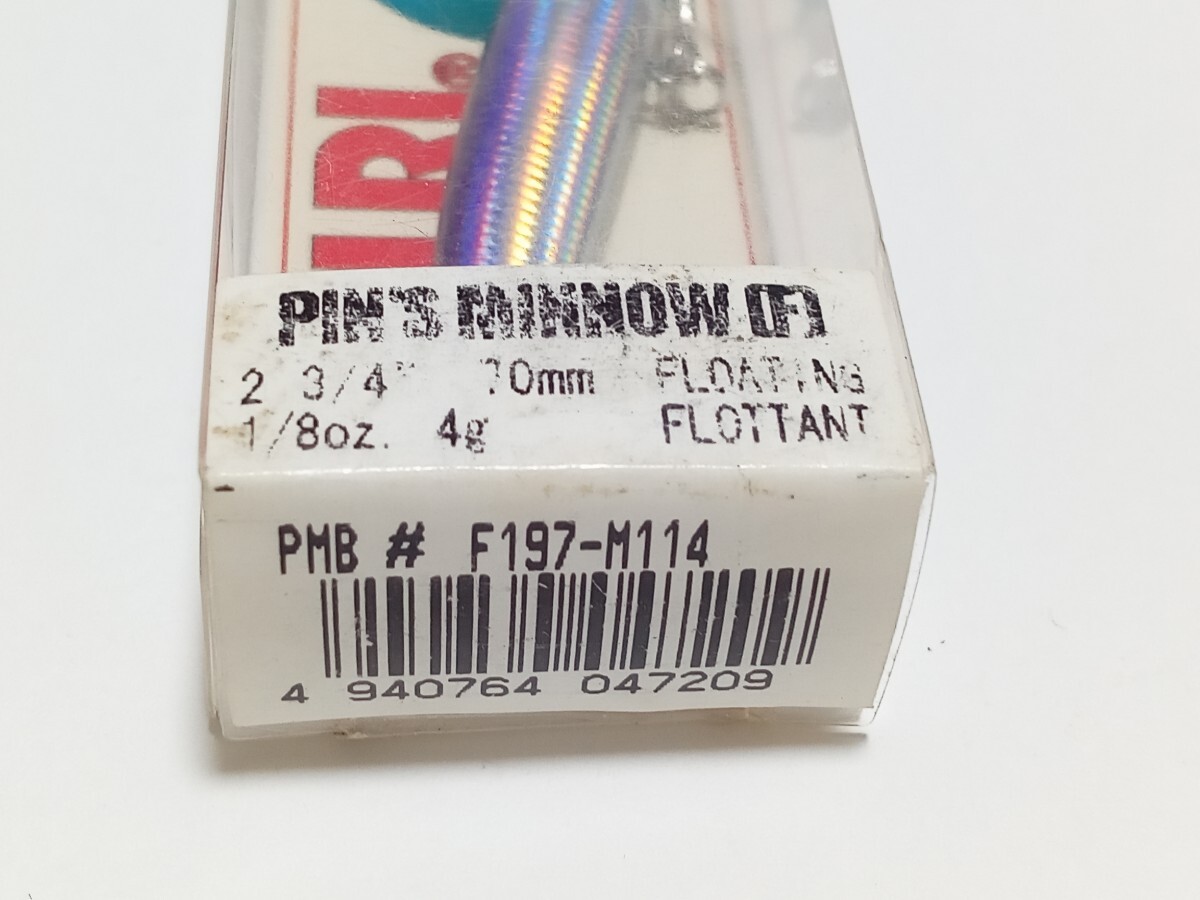 PIN'S MINNOW (F)
2 3/4" 70mm FLOATING
1/8oz. 4g FLOTTANT
PMB # F197-M114
4 940764 047209